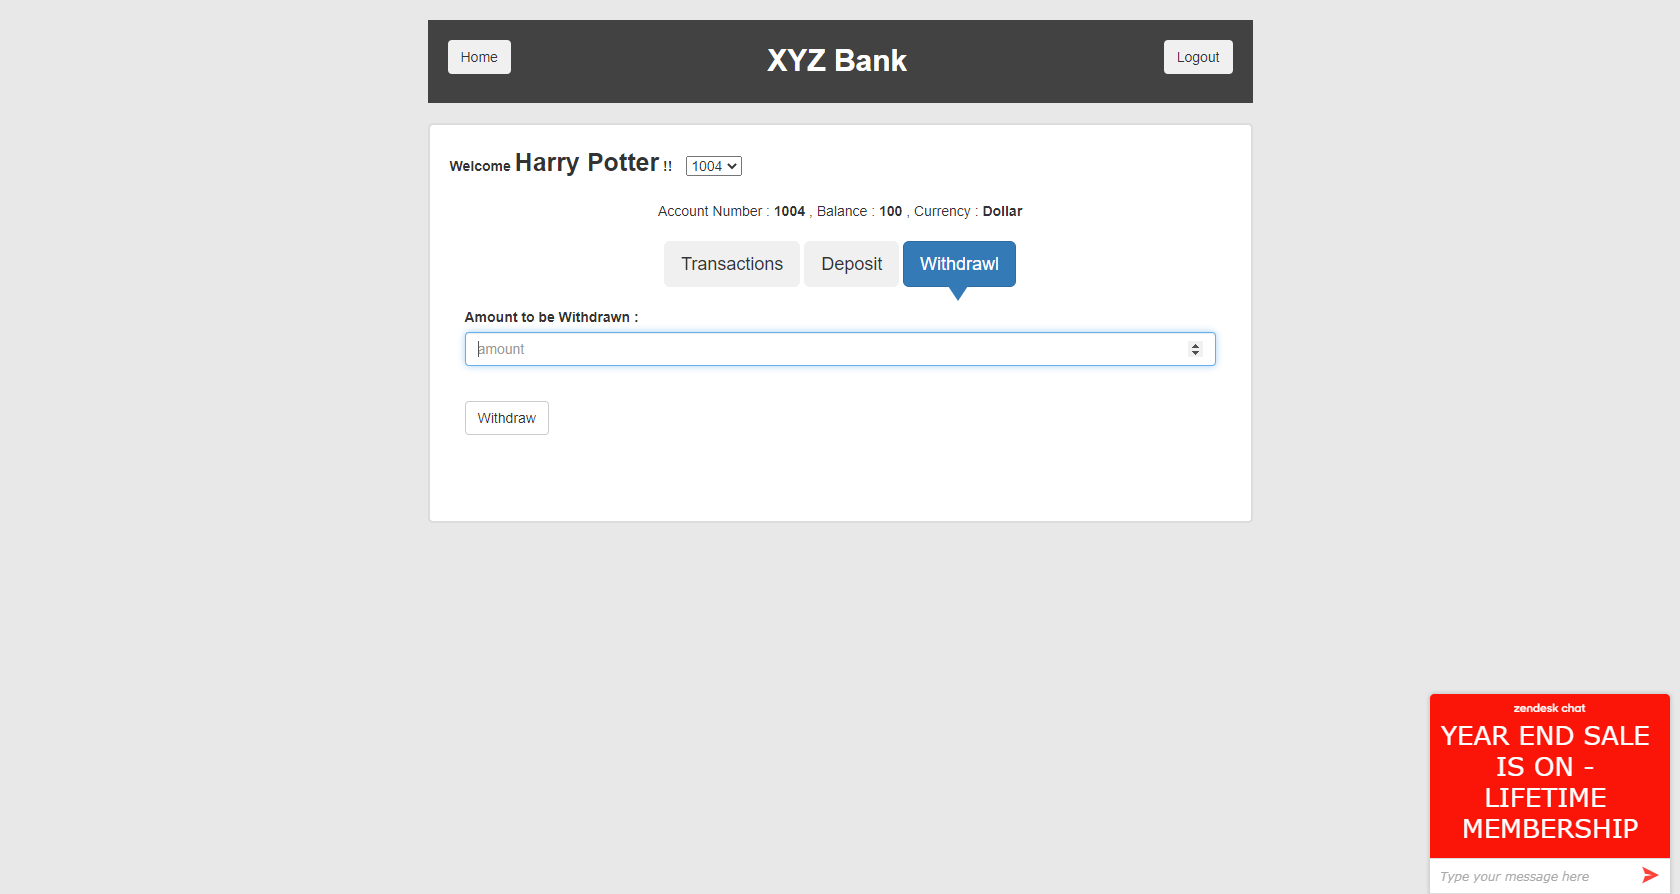 Home
XYZ Bank
Logout
Welcome Harry Potter !! 1004
Account Number : 1004 , Balance : 100 , Currency : Dollar
Transactions
Deposit
Withdrawl
Amount to be Withdrawn :
amount
Withdraw
zendesk chat
YEAR END SALE
IS ON -
LIFETIME
MEMBERSHIP
Type your message here